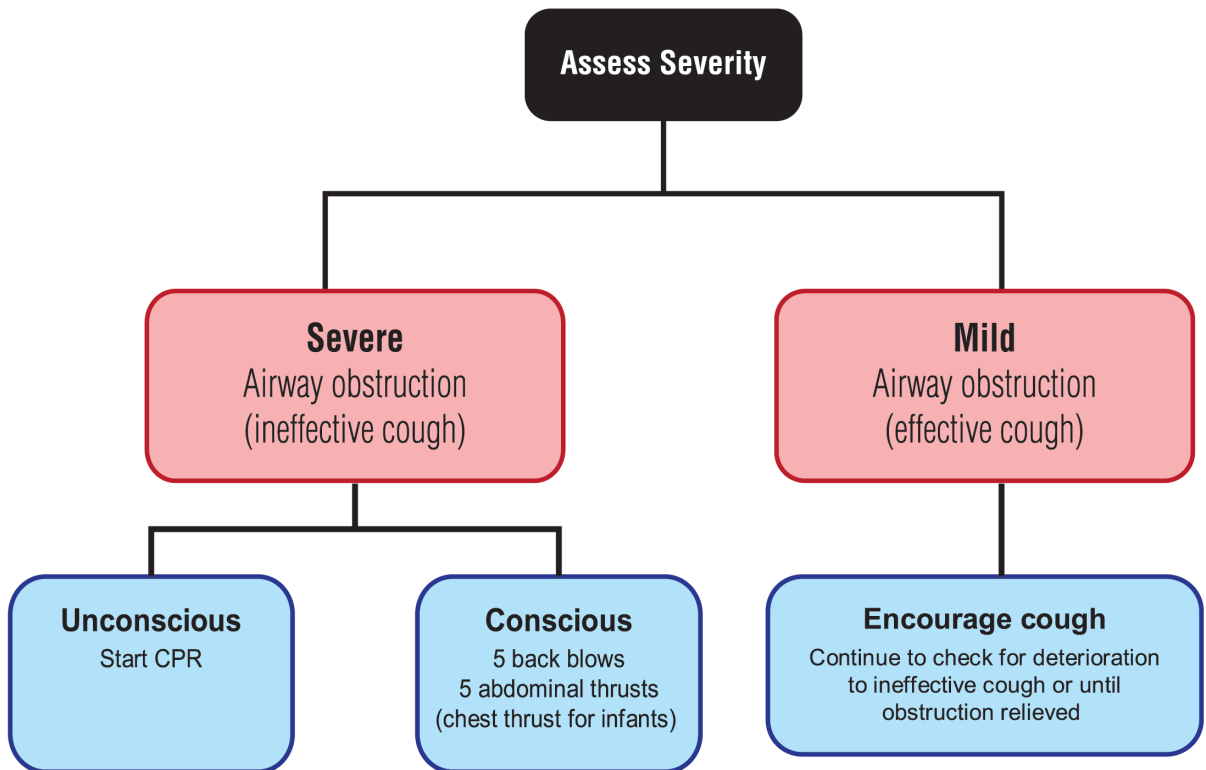 Assess Severity
Severe
Airway obstruction
(ineffective cough)
Mild
Airway obstruction
(effective cough)
Unconscious
Start CPR
Conscious
5 back blows
5 abdominal thrusts
(chest thrust for infants)
Encourage cough
Continue to check for deterioration
to ineffective cough or until
obstruction relieved